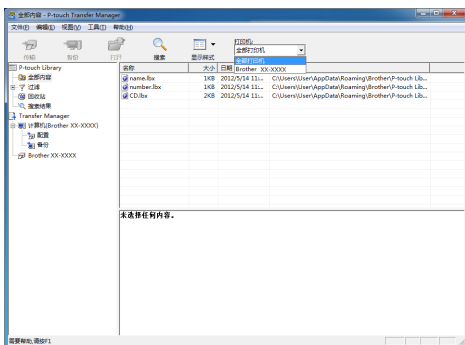 全部内容 - P-touch Transfer Manager
文件(F) 编辑(E) 视图(V) 工具(T) 帮助(H)
传输 备份 打开 搜索 显示样式 打印机: 全部打印机
全部打印机
Brother XX-XXXX
P-touch Library
全部内容
过滤
回收站
搜索结果
Transfer Manager
计算机(Brother XX-XXXX)
配置
备份
Brother XX-XXXX
名称 大小 日期
name.lbx 1KB 2012/5/14 11:... C:\Users\User\AppData\Roaming\Brother\P-touch Lib...
number.lbx 1KB 2012/5/14 11:... C:\Users\User\AppData\Roaming\Brother\P-touch Lib...
CD.lbx 2KB 2012/5/14 11:... C:\Users\User\AppData\Roaming\Brother\P-touch Lib...
未选择任何内容。
需要帮助,请按F1